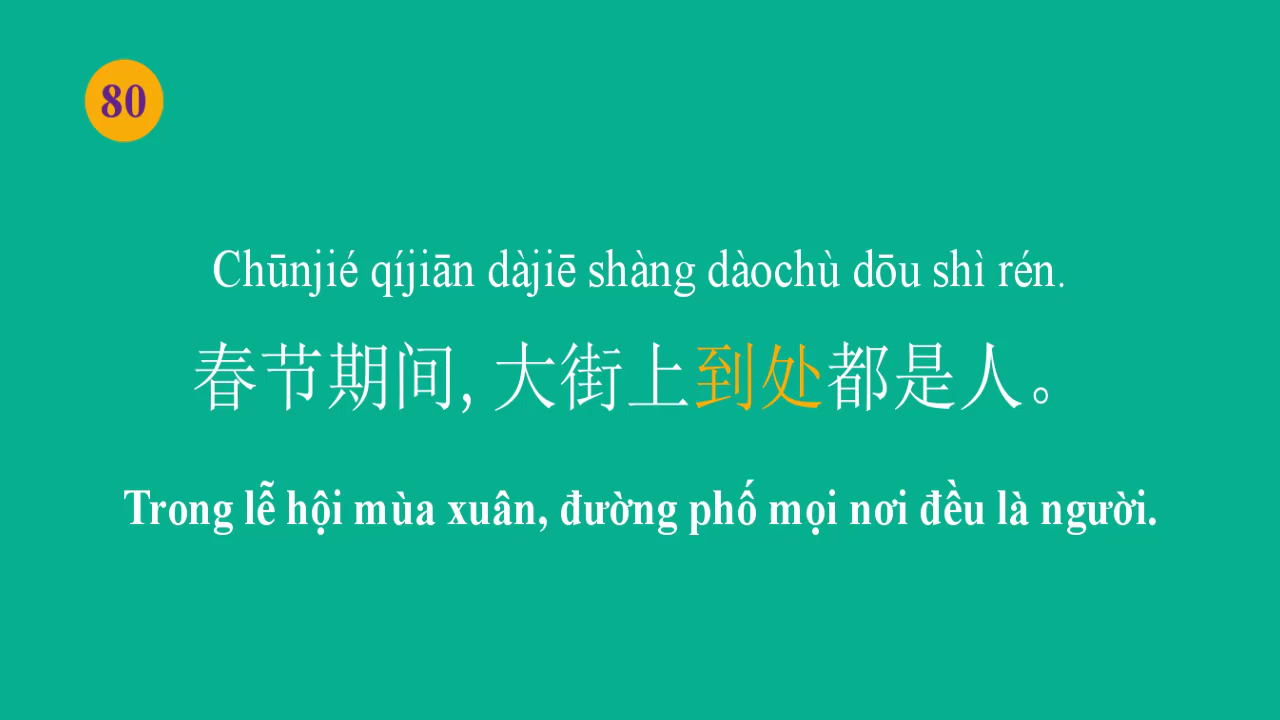 80
Chūnjié qíjiān dàjiē shàng dàochù dōu shì rén.
春节期间,大街上到处都是人。
Trong lễ hội mùa xuân, đường phố mọi nơi đều là người.